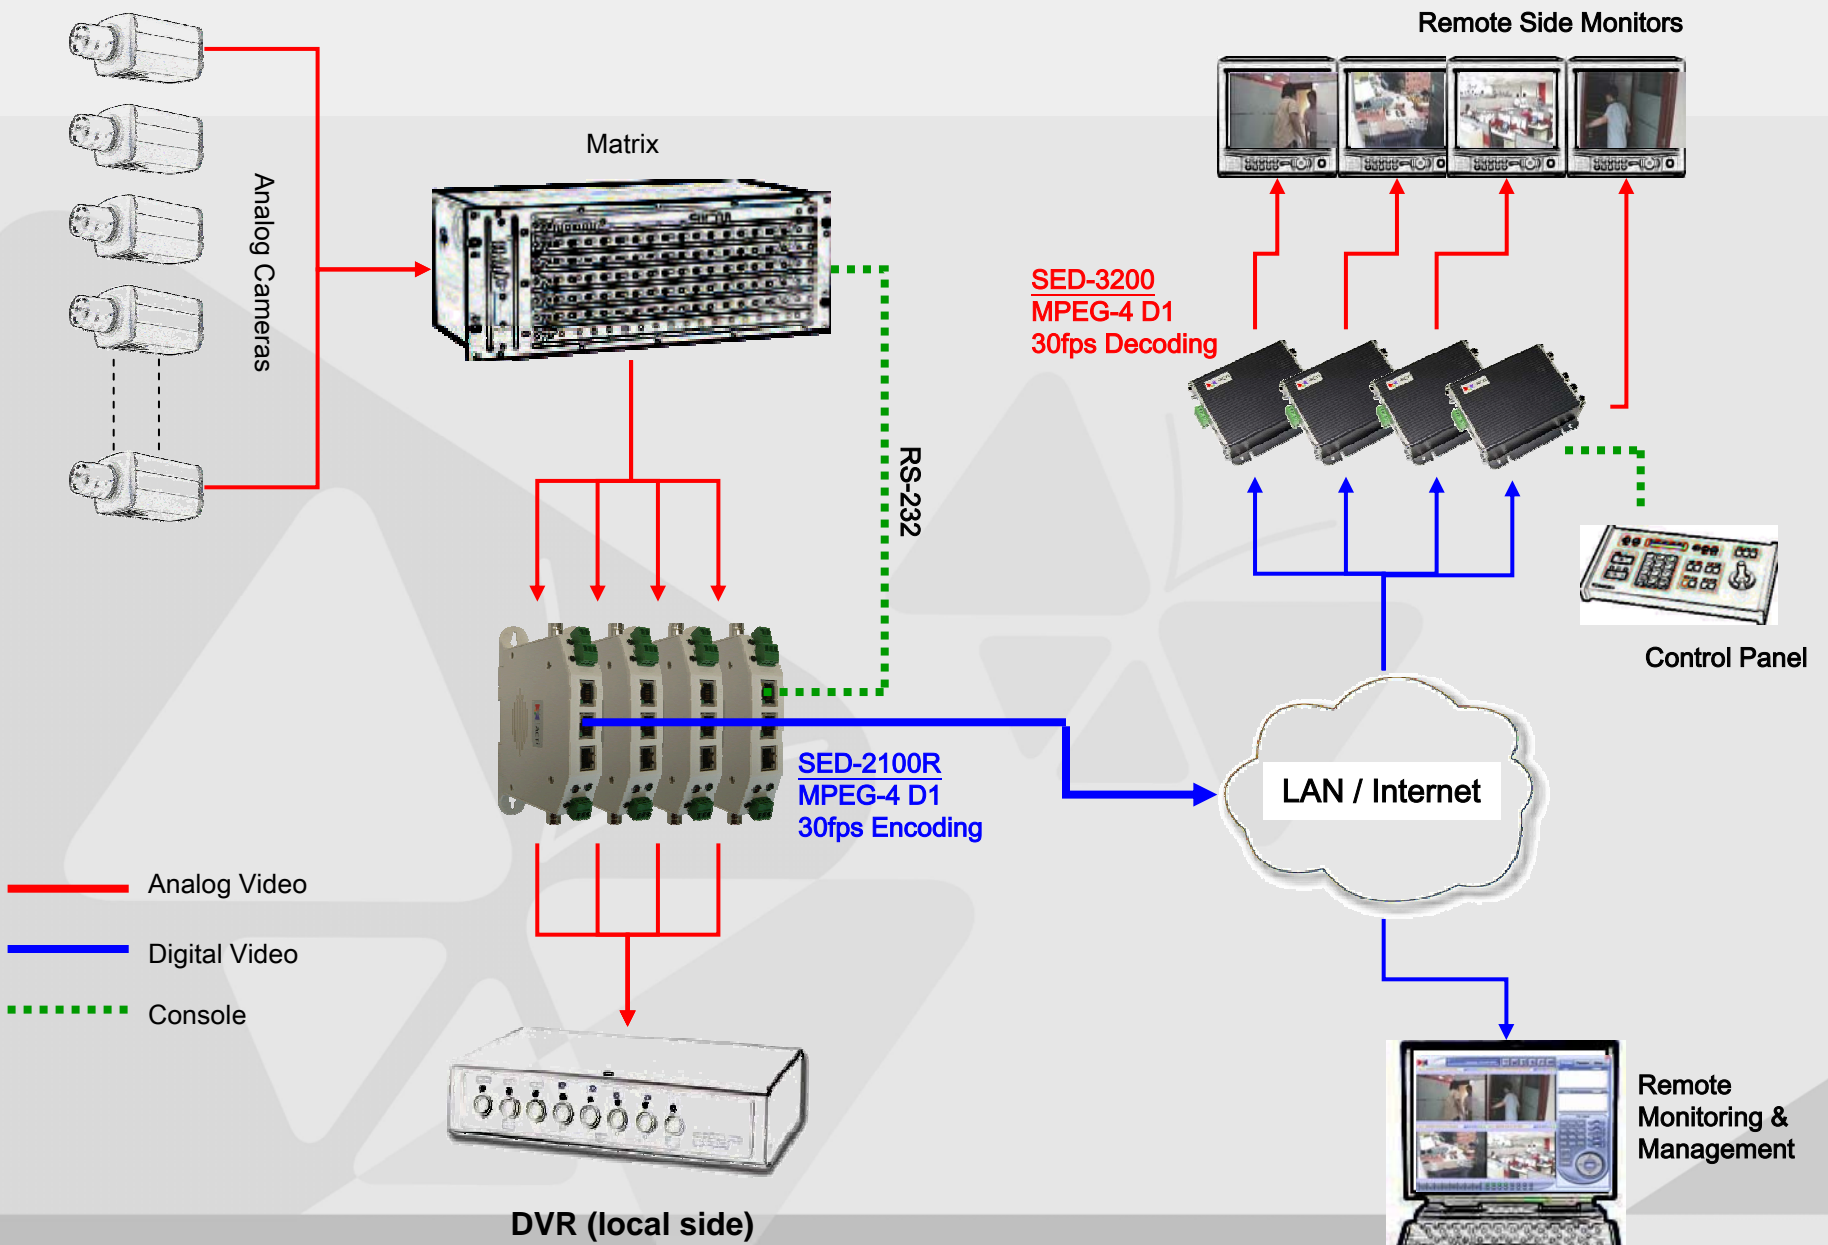 Remote Side Monitors
Matrix
Analog Cameras
SED-3200
MPEG-4 D1
30fps Decoding
RS-232
Control Panel
SED-2100R
MPEG-4 D1
30fps Encoding
LAN / Internet
Analog Video
Digital Video
Console
Remote
Monitoring &
Management
DVR (local side)